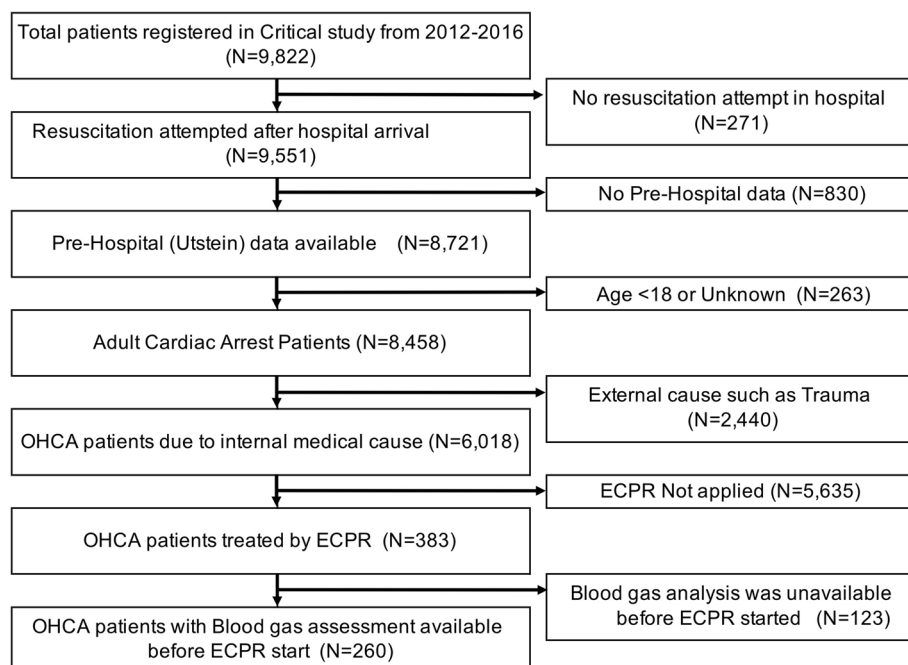 Total patients registered in Critical study from 2012-2016
(N=9,822)
No resuscitation attempt in hospital
(N=271)
Resuscitation attempted after hospital arrival
(N=9,551)
No Pre-Hospital data (N=830)
Pre-Hospital (Utstein) data available (N=8,721)
Age <18 or Unknown (N=263)
Adult Cardiac Arrest Patients (N=8,458)
External cause such as Trauma
(N=2,440)
OHCA patients due to internal medical cause (N=6,018)
ECPR Not applied (N=5,635)
OHCA patients treated by ECPR (N=383)
Blood gas analysis was unavailable
before ECPR started (N=123)
OHCA patients with Blood gas assessment available
before ECPR start (N=260)